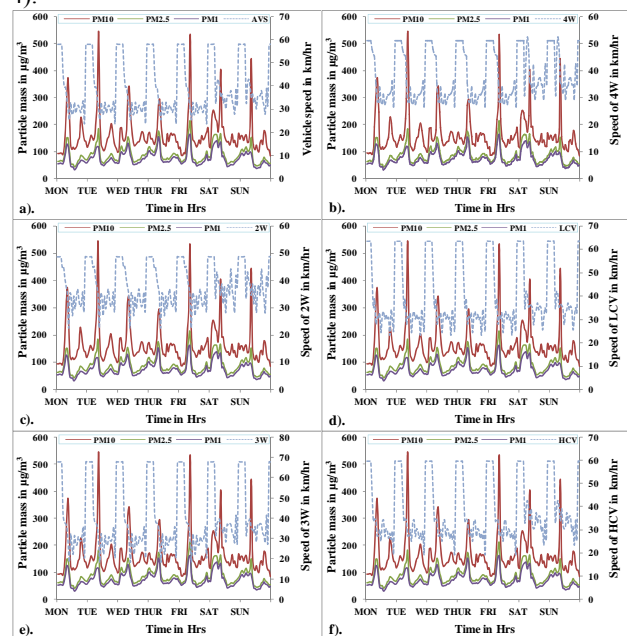 4).
PM10 PM2.5 PM1 AVS
Particle mass in µg/m³
600
500
400
300
200
100
0
70
60
50
40
30
20
10
0
Vehicle speed in km/hr
MON TUE WED THUR FRI SAT SUN
Time in Hrs
a).
PM10 PM2.5 PM1 4W
Particle mass in µg/m³
600
500
400
300
200
100
0
60
50
40
30
20
10
0
Speed of 4W in km/hr
MON TUE WED THUR FRI SAT SUN
Time in Hrs
b).
PM10 PM2.5 PM1 2W
Particle mass in µg/m³
600
500
400
300
200
100
0
60
50
40
30
20
10
0
Speed of 2W in km/hr
MON TUE WED THUR FRI SAT SUN
Time in Hrs
c).
PM10 PM2.5 PM1 LCV
Particle mass in µg/m³
600
500
400
300
200
100
0
70
60
50
40
30
20
10
0
Speed of LCV in km/hr
MON TUE WED THUR FRI SAT SUN
Time in Hrs
d).
PM10 PM2.5 PM1 3W
Particle mass in µg/m³
600
500
400
300
200
100
0
80
70
60
50
40
30
20
10
0
Speed of 3W in km/hr
MON TUE WED THUR FRI SAT SUN
Time in Hrs
e).
PM10 PM2.5 PM1 HCV
Particle mass in µg/m³
600
500
400
300
200
100
0
70
60
50
40
30
20
10
0
Speed of HCV in km/hr
MON TUE WED THUR FRI SAT SUN
Time in Hrs
f).